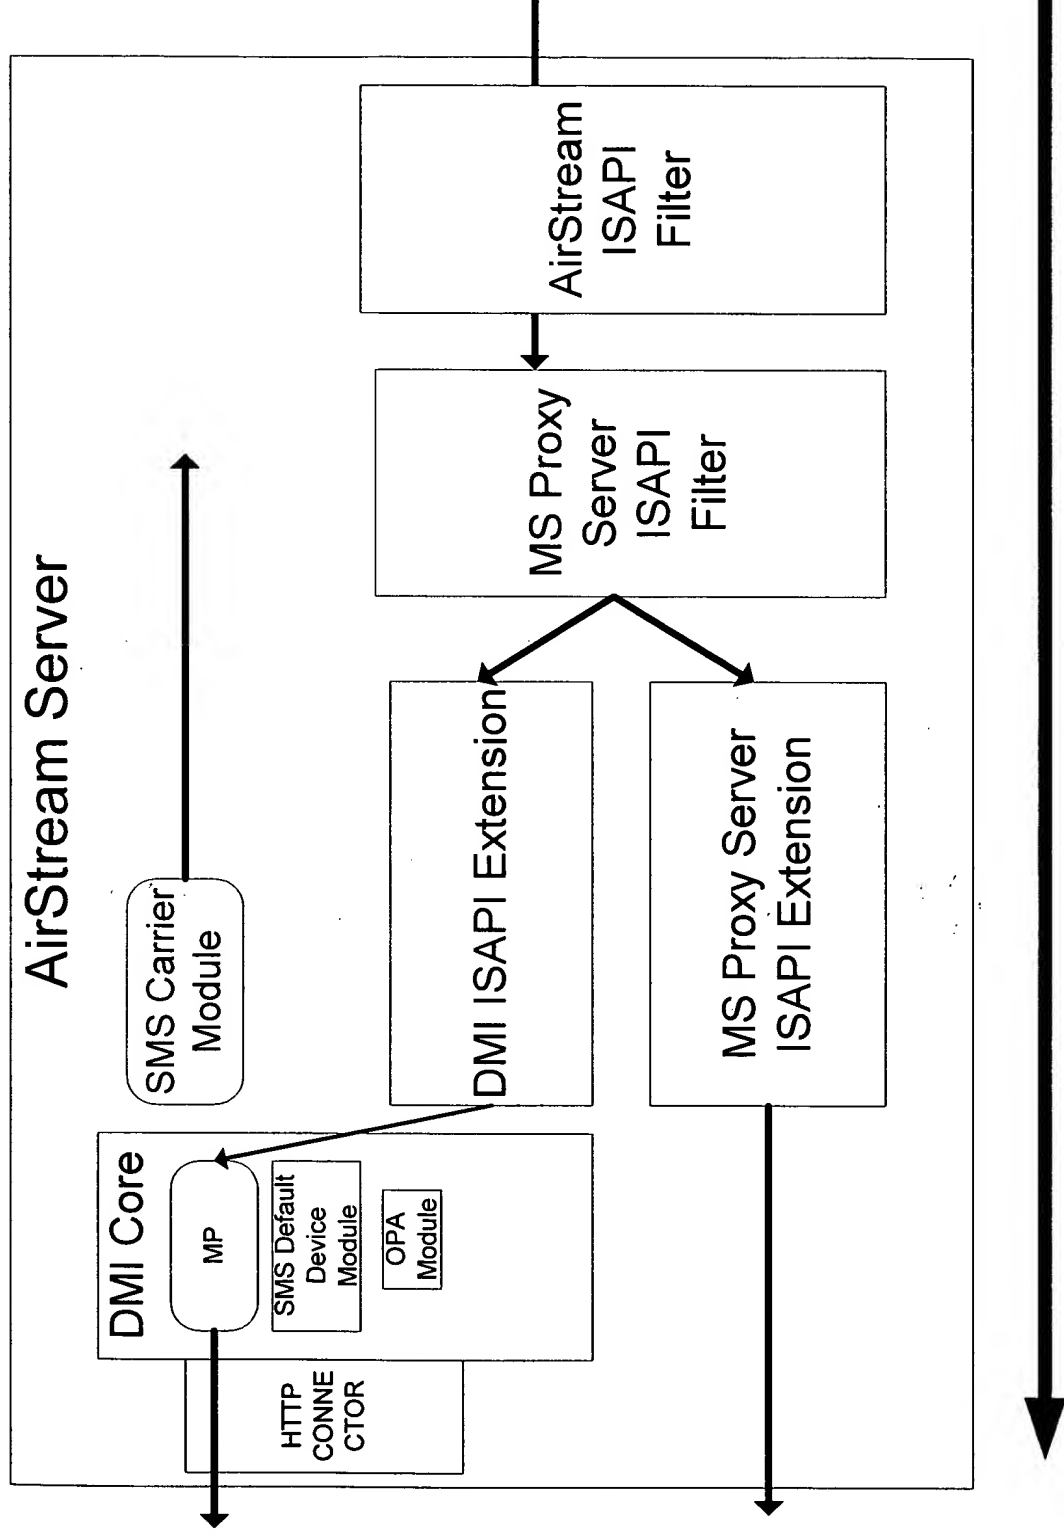 AirStream Server
DMI Core
MP
SMS Default
Device
Module
OPA
Module
HTTP
CONNE
CTOR
SMS Carrier
Module
DMI ISAPI Extension
MS Proxy Server
ISAPI Extension
MS Proxy
Server
ISAPI
Filter
AirStream
ISAPI
Filter